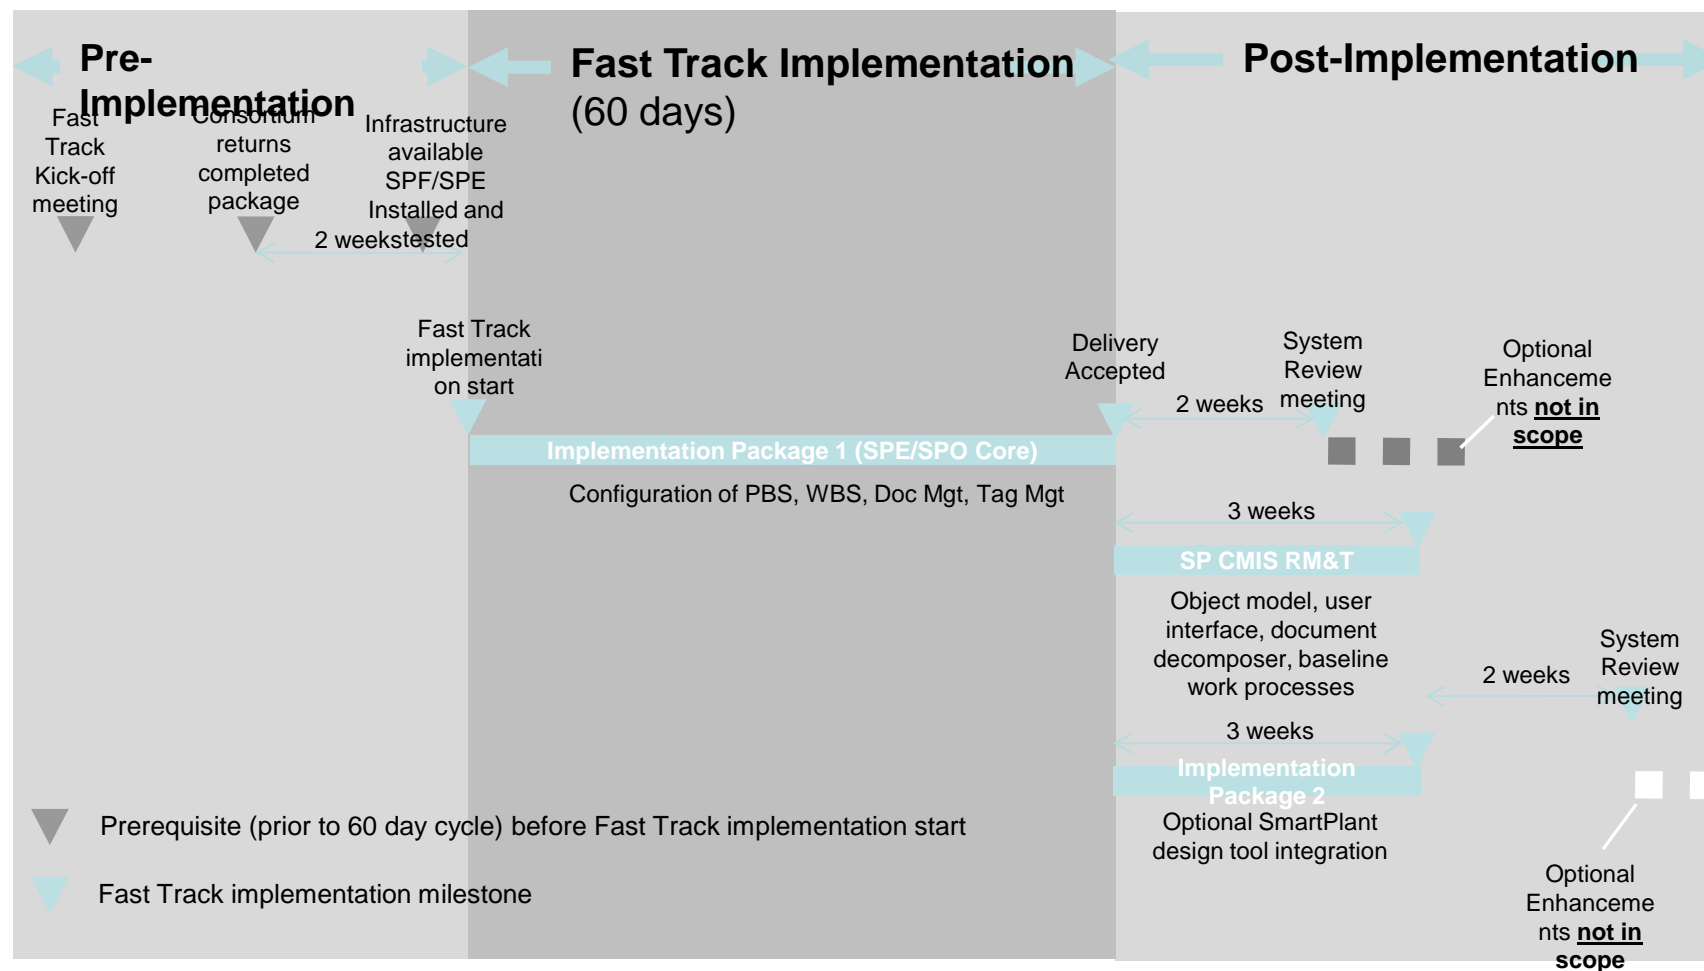 Pre-
Implementation
Fast Track Implementation
(60 days)
Post-Implementation
Fast
Track
Kick-off
meeting
Consortium
returns
completed
package
Infrastructure
available
SPF/SPE
Installed and
tested
2 weeks
Fast Track
implementati
on start
Delivery
Accepted
2 weeks
System
Review
meeting
Optional
Enhanceme
nts not in
scope
Implementation Package 1 (SPE/SPO Core)
Configuration of PBS, WBS, Doc Mgt, Tag Mgt
3 weeks
SP CMIS RM&T
Object model, user
interface, document
decomposer, baseline
work processes
2 weeks
System
Review
meeting
3 weeks
Implementation
Package 2
Optional SmartPlant
design tool integration
Optional
Enhanceme
nts not in
scope
Prerequisite (prior to 60 day cycle) before Fast Track implementation start
Fast Track implementation milestone